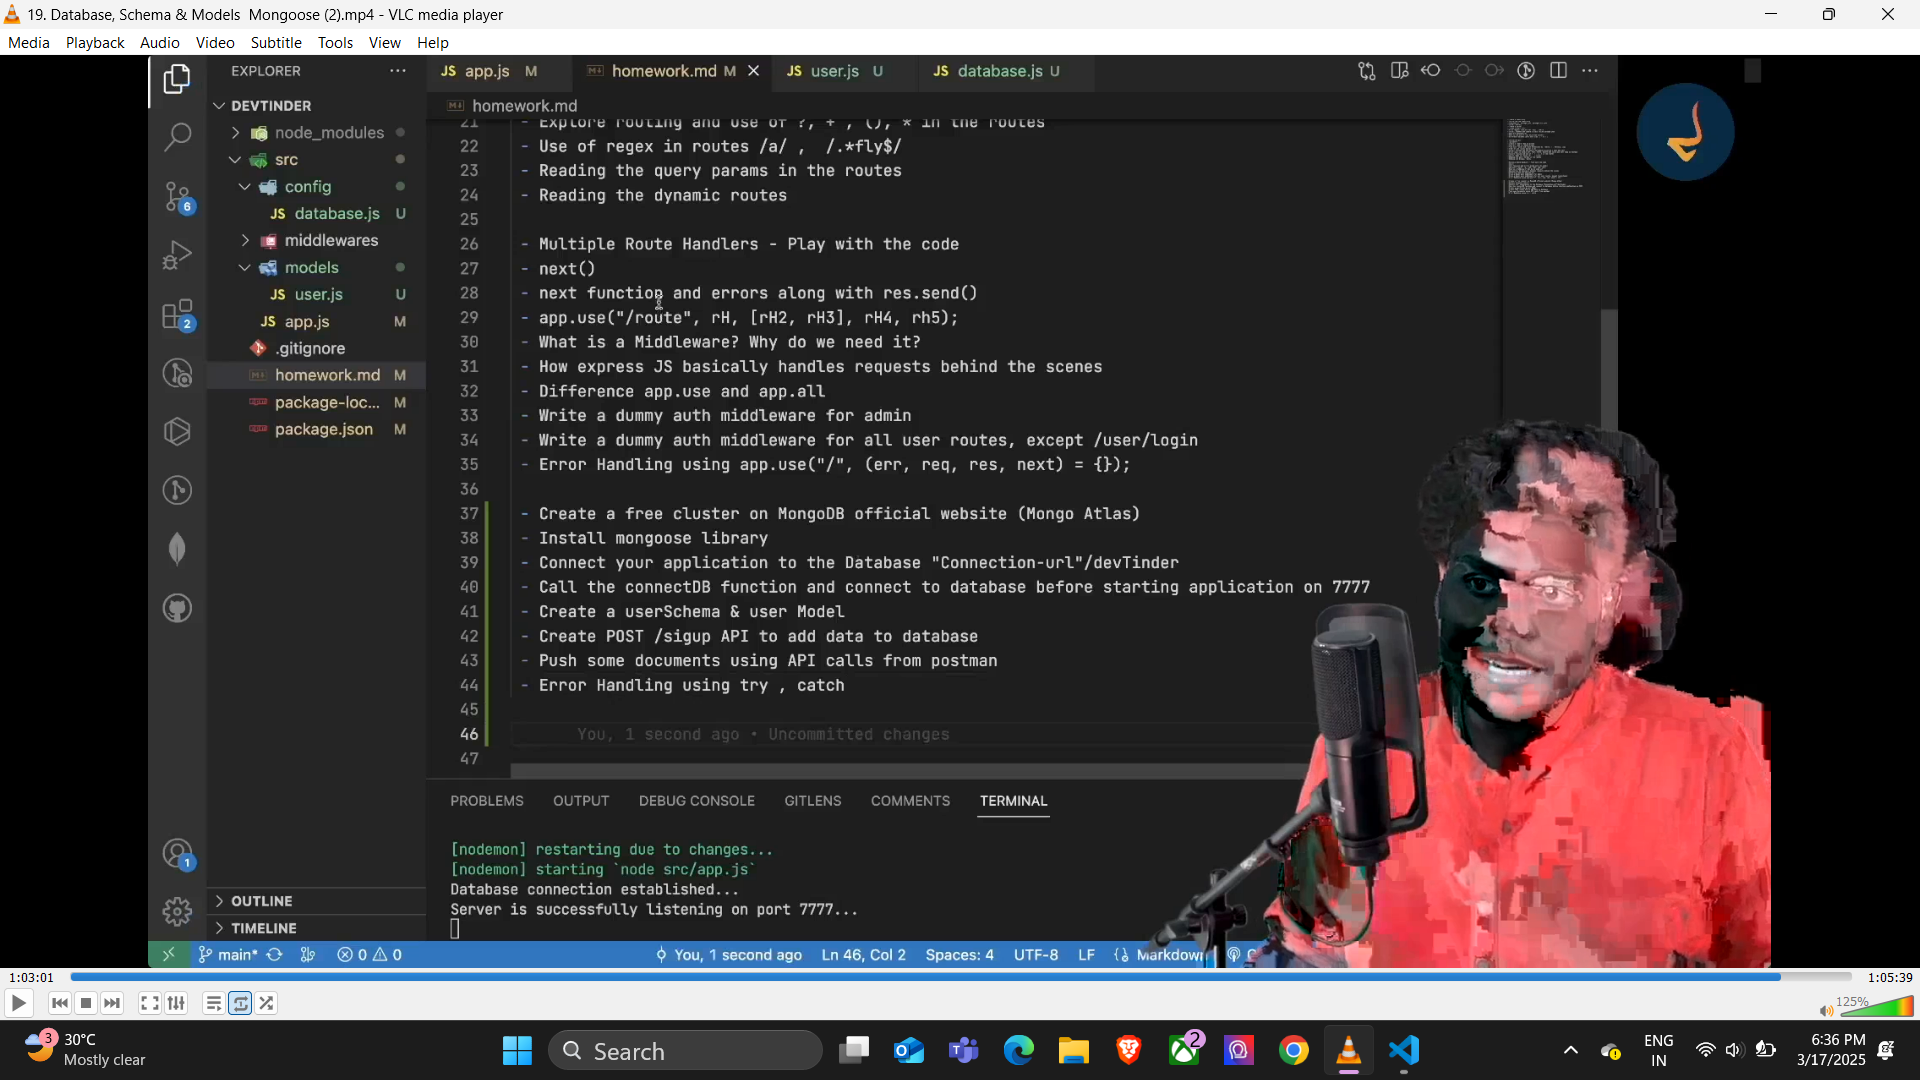 19. Database, Schema & Models  Mongoose (2).mp4 - VLC media player
Media Playback Audio Video Subtitle Tools View Help
EXPLORER
JS app.js M
homework.md M
JS user.js U
JS database.js U
DEVTINDER
homework.md
node_modules
src
config
JS database.js U
middlewares
models
JS user.js U
JS app.js M
.gitignore
homework.md M
package-loc... M
package.json M
OUTLINE
TIMELINE
21 - Explore routing and use of ?, + , (), * in the routes
22 - Use of regex in routes /a/ ,  /.*fly$/
23 - Reading the query params in the routes
24 - Reading the dynamic routes
25
26 - Multiple Route Handlers - Play with the code
27 - next()
28 - next function and errors along with res.send()
29 - app.use("/route", rH, [rH2, rH3], rH4, rh5);
30 - What is a Middleware? Why do we need it?
31 - How express JS basically handles requests behind the scenes
32 - Difference app.use and app.all
33 - Write a dummy auth middleware for admin
34 - Write a dummy auth middleware for all user routes, except /user/login
35 - Error Handling using app.use("/", (err, req, res, next) = {});
36
37 - Create a free cluster on MongoDB official website (Mongo Atlas)
38 - Install mongoose library
39 - Connect your application to the Database "Connection-url"/devTinder
40 - Call the connectDB function and connect to database before starting application on 7777
41 - Create a userSchema & user Model
42 - Create POST /sigup API to add data to database
43 - Push some documents using API calls from postman
44 - Error Handling using try , catch
45
46 You, 1 second ago • Uncommitted changes
47
6
2
1
PROBLEMS OUTPUT DEBUG CONSOLE GITLENS COMMENTS TERMINAL
[nodemon] restarting due to changes...
[nodemon] starting `node src/app.js`
Database connection established...
Server is successfully listening on port 7777...
main* 0 0 You, 1 second ago Ln 46, Col 2 Spaces: 4 UTF-8 LF {} Markdown
1:03:01 1:05:39
125%
3 30°C
Mostly clear
Search
2
ENG
IN
6:36 PM
3/17/2025